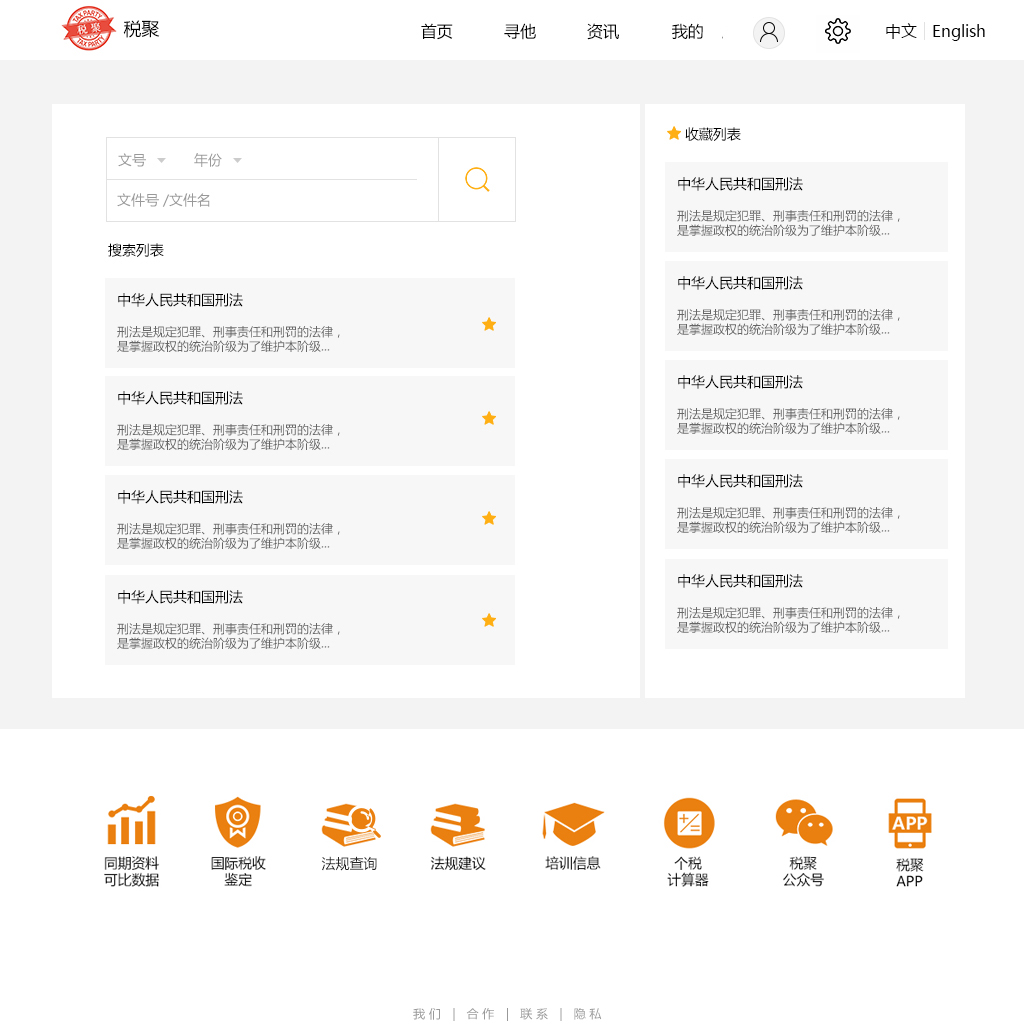 TAX PARTY
税聚
TAX PARTY
税聚
首页 寻他 资讯 我的
中文 English
文号 年份
文件号 /文件名
搜索列表
中华人民共和国刑法
刑法是规定犯罪、刑事责任和刑罚的法律，
是掌握政权的统治阶级为了维护本阶级...
中华人民共和国刑法
刑法是规定犯罪、刑事责任和刑罚的法律，
是掌握政权的统治阶级为了维护本阶级...
中华人民共和国刑法
刑法是规定犯罪、刑事责任和刑罚的法律，
是掌握政权的统治阶级为了维护本阶级...
中华人民共和国刑法
刑法是规定犯罪、刑事责任和刑罚的法律，
是掌握政权的统治阶级为了维护本阶级...
收藏列表
中华人民共和国刑法
刑法是规定犯罪、刑事责任和刑罚的法律，
是掌握政权的统治阶级为了维护本阶级...
中华人民共和国刑法
刑法是规定犯罪、刑事责任和刑罚的法律，
是掌握政权的统治阶级为了维护本阶级...
中华人民共和国刑法
刑法是规定犯罪、刑事责任和刑罚的法律，
是掌握政权的统治阶级为了维护本阶级...
中华人民共和国刑法
刑法是规定犯罪、刑事责任和刑罚的法律，
是掌握政权的统治阶级为了维护本阶级...
中华人民共和国刑法
刑法是规定犯罪、刑事责任和刑罚的法律，
是掌握政权的统治阶级为了维护本阶级...
同期资料
可比数据
国际税收
鉴定
法规查询
法规建议
培训信息
个税
计算器
税聚
公众号
APP
税聚
APP
我们 | 合作 | 联系 | 隐私